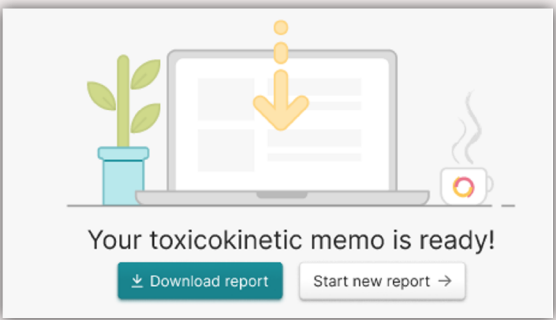 Your toxicokinetic memo is ready!
Download report
Start new report →